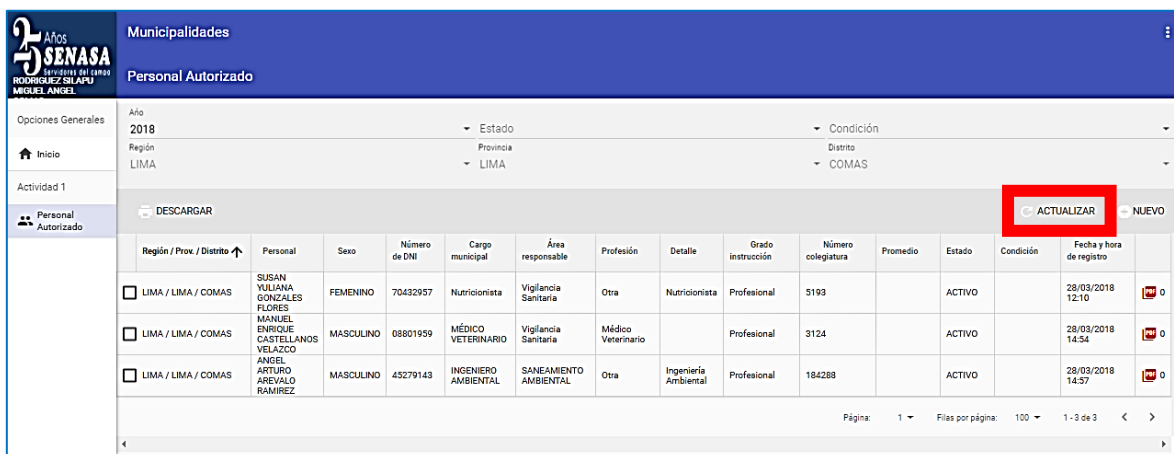 25 Años
SENASA
Servidores del campo
RODRIGUEZ SILAPU
MIGUEL ANGEL
Municipalidades
Personal Autorizado
Opciones Generales
Inicio
Actividad 1
Personal
Autorizado
Año
2018
Estado
Condición
Región
Provincia
Distrito
LIMA
LIMA
COMAS
DESCARGAR
ACTUALIZAR
NUEVO
Región / Prov. / Distrito
Personal
Sexo
Número
de DNI
Cargo
municipal
Área
responsable
Profesión
Detalle
Grado
instrucción
Número
colegiatura
Promedio
Estado
Condición
Fecha y hora
de registro
LIMA / LIMA / COMAS
SUSAN
YULIANA
GONZALES
FLORES
FEMENINO
70432957
Nutricionista
Vigilancia
Sanitaria
Otra
Nutricionista
Profesional
5193
ACTIVO
28/03/2018
12:10
PDF 0
LIMA / LIMA / COMAS
MANUEL
ENRIQUE
CASTELLANOS
VELAZCO
MASCULINO
08801959
MÉDICO
VETERINARIO
Vigilancia
Sanitaria
Médico
Veterinario
Profesional
3124
ACTIVO
28/03/2018
14:54
PDF 0
LIMA / LIMA / COMAS
ANGEL
ARTURO
AREVALO
RAMIREZ
MASCULINO
45279143
INGENIERO
AMBIENTAL
SANEAMIENTO
AMBIENTAL
Otra
Ingeniería
Ambiental
Profesional
184288
ACTIVO
28/03/2018
14:57
PDF 0
Página: 1 Filas por página: 100 1 - 3 de 3